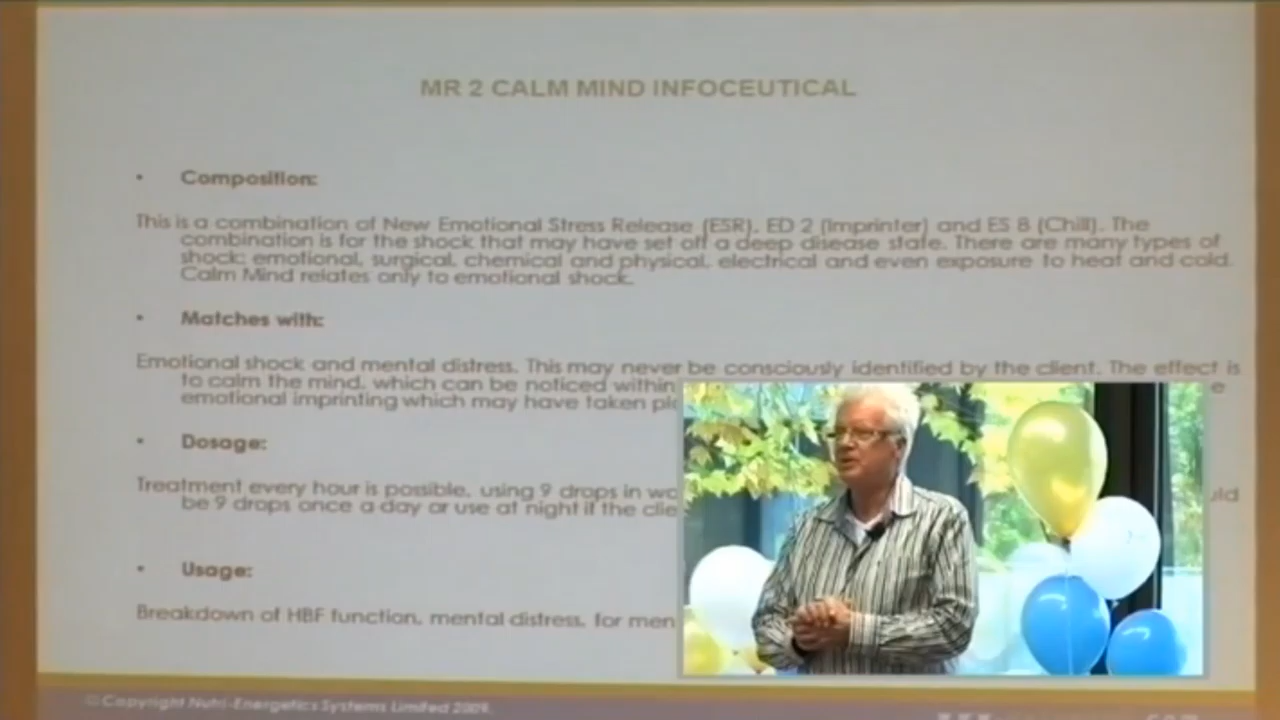 MR 2 CALM MIND INFOCEUTICAL
• Composition:
This is a combination of New Emotional Stress Release (ESR), ED 2 (Imprinter) and ES 8 (Chill). The
combination is for the shock that may have set off a deep disease state. There are many types of
shock: emotional, surgical, chemical and physical, electrical and even exposure to heat and cold.
Calm Mind relates only to emotional shock.
• Matches with:
Emotional shock and mental distress. This may never be consciously identified by the client. The effect is
to calm the mind, which can be noticed within
emotional imprinting which may have taken
• Dosage:
Treatment every hour is possible, using 9 drops in
be 9 drops once a day or use at night if the
• Usage:
Breakdown of HBF function, mental distress, for
© Copyright Nutri-Energetics Systems Limited 2009.